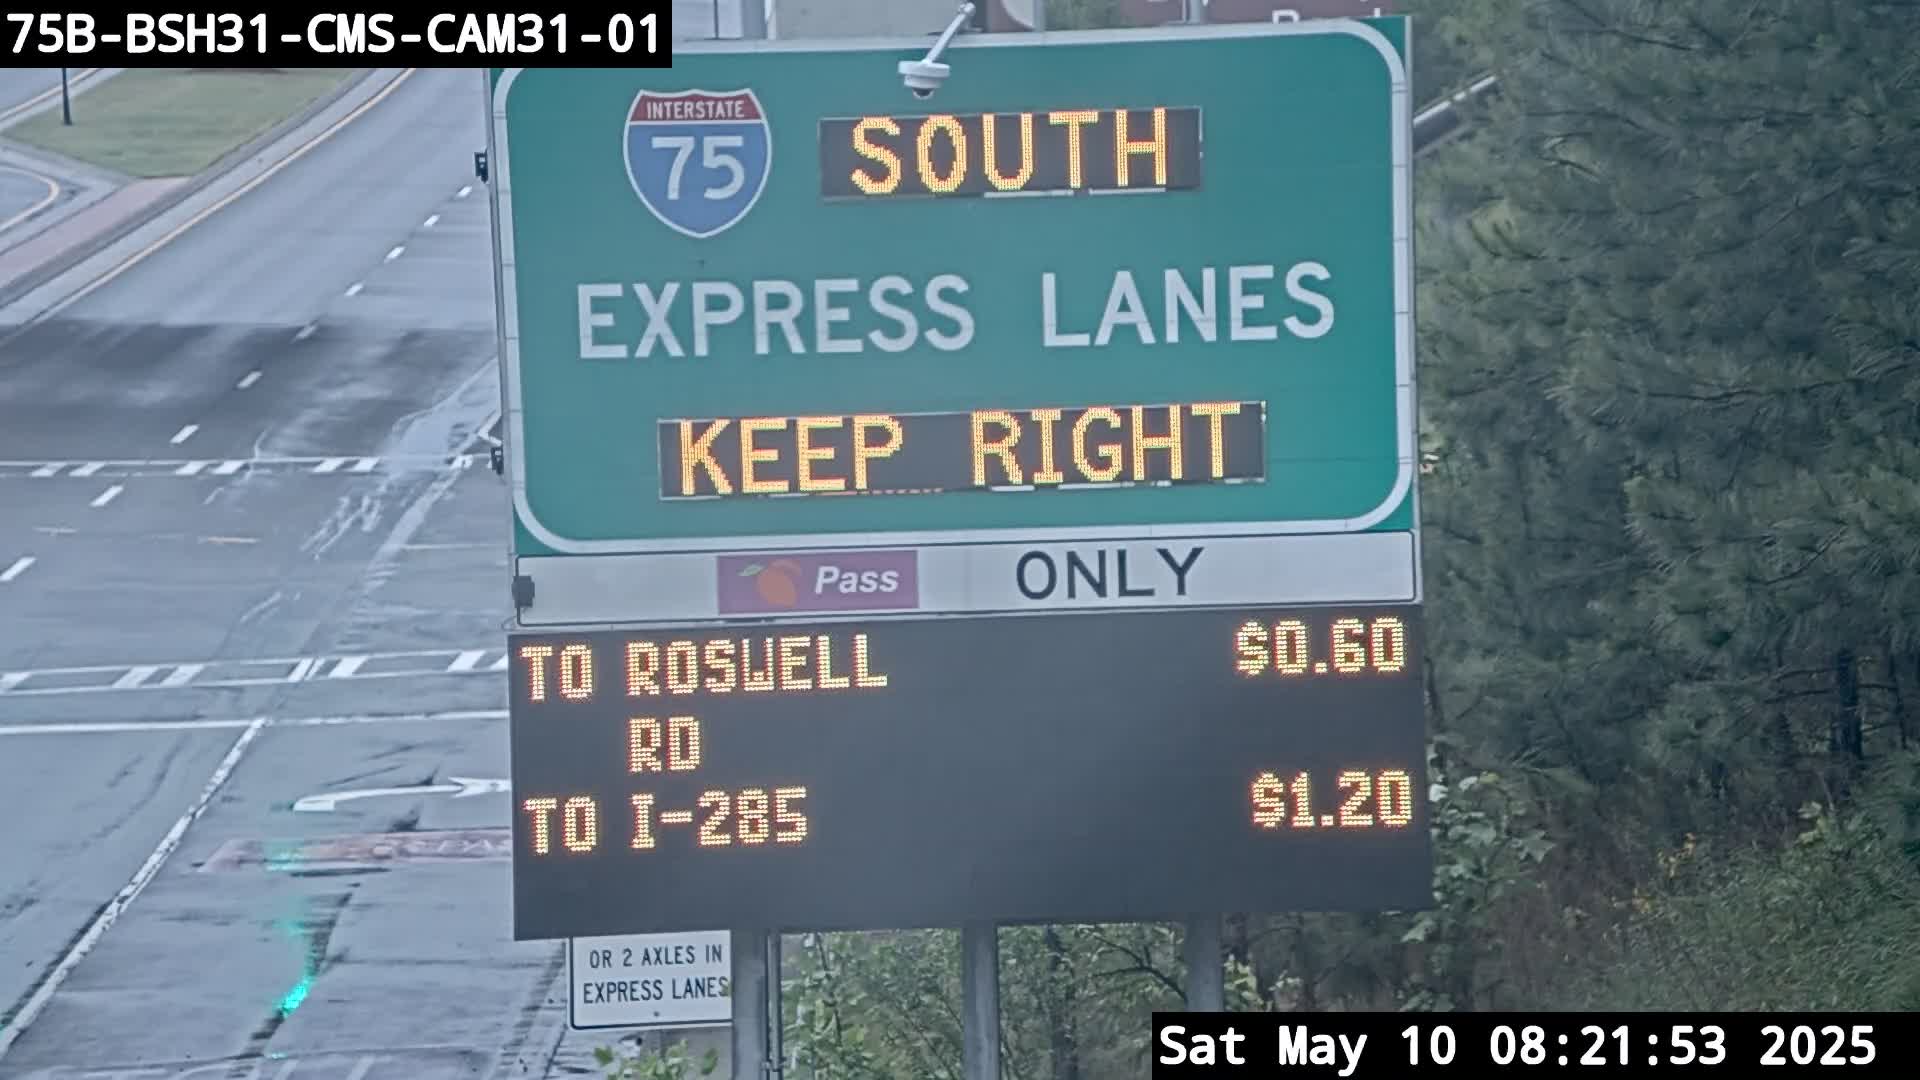 75B-BSH31-CMS-CAM31-01
INTERSTATE
75
SOUTH
EXPRESS LANES
KEEP RIGHT
Pass ONLY
TO ROSWELL $0.60
RD
TO I-285 $1.20
OR 2 AXLES IN
EXPRESS LANES
Sat May 10 08:21:53 2025